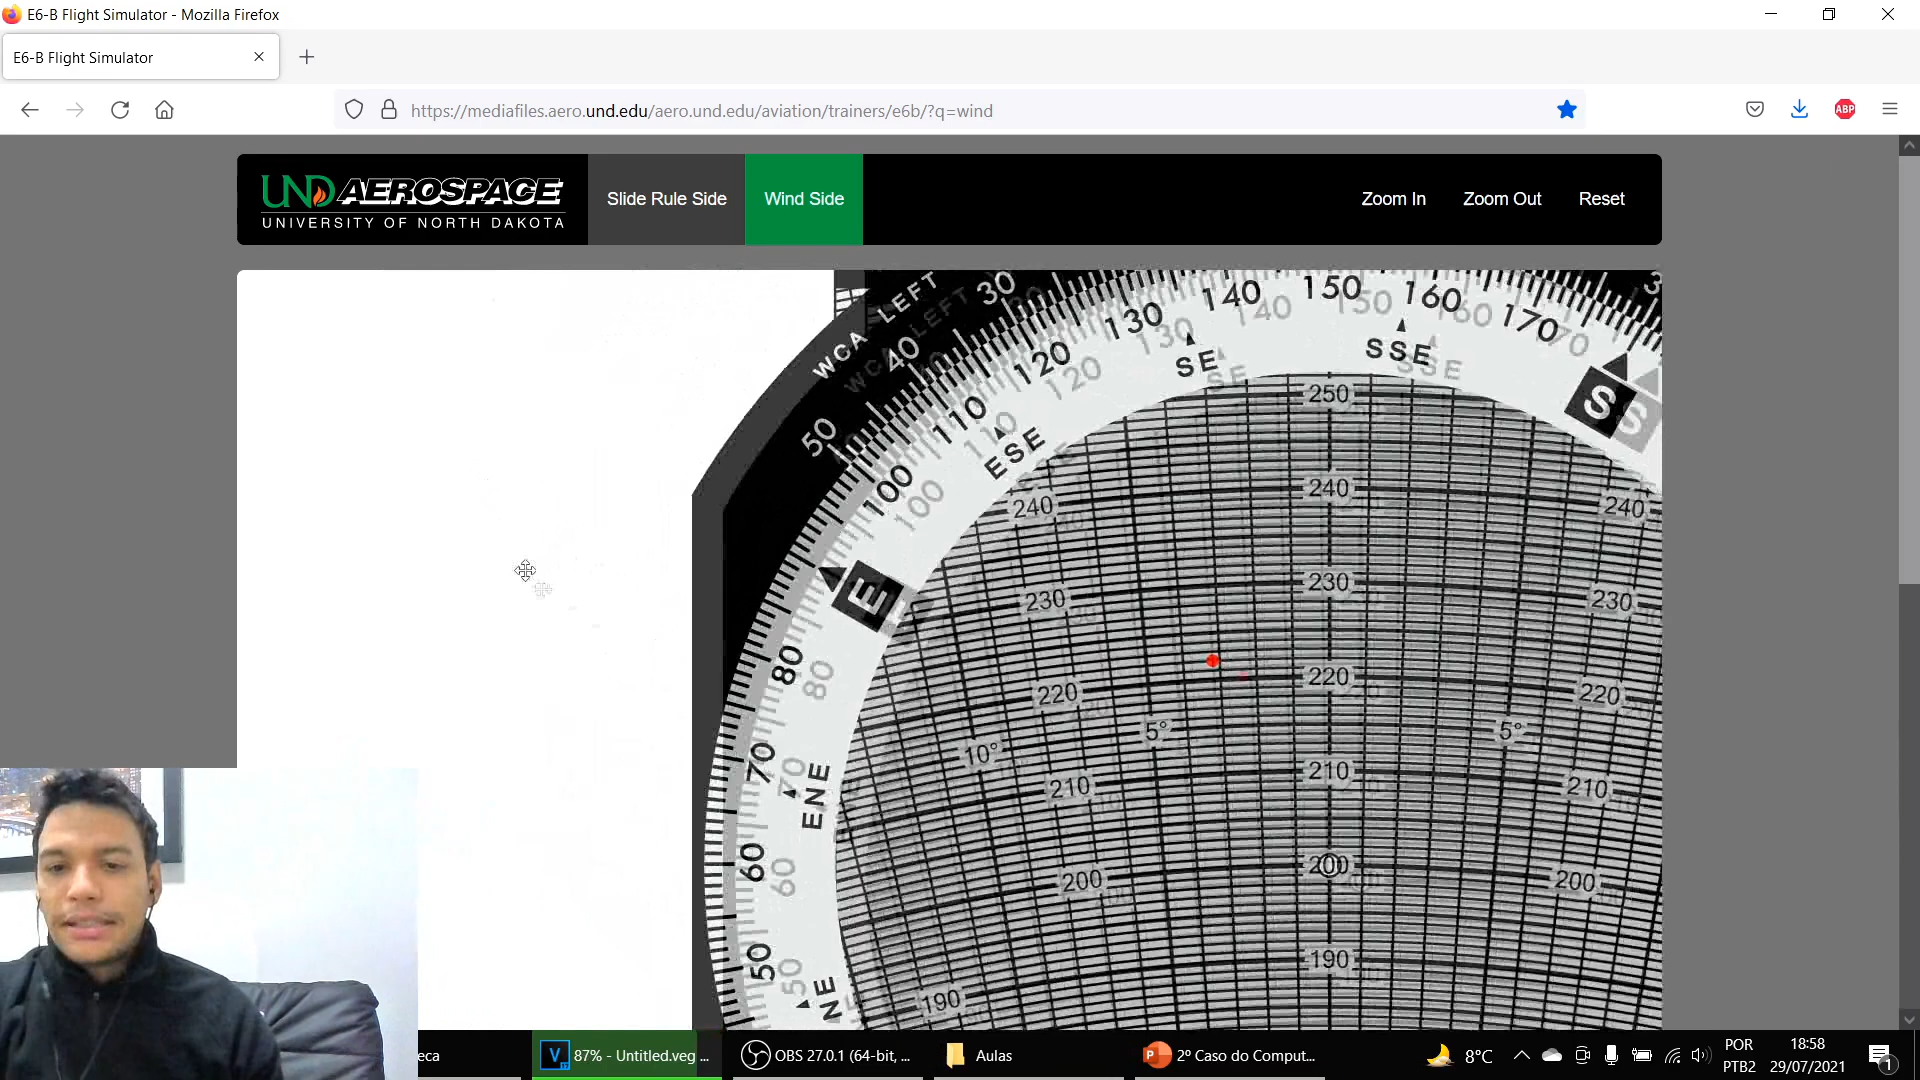 E6-B Flight Simulator - Mozilla Firefox
E6-B Flight Simulator
https://mediafiles.aero.und.edu/aero.und.edu/aviation/trainers/e6b/?q=wind
ABP
UND AEROSPACE
UNIVERSITY OF NORTH DAKOTA
Slide Rule Side
Wind Side
Zoom In
Zoom Out
Reset
WCA LEFT
30
40
50
140
150
160
130
170
120
110
100
80
70
60
50
SE
SSE
S
ESE
E
ENE
NE
250
240
240
240
230
230
230
220
220
220
5°
5°
10°
210
210
210
200
200
200
190
190
eca
87% - Untitled.veg ...
OBS 27.0.1 (64-bit, ...
Aulas
2º Caso do Comput...
8°C
POR
PTB2
18:58
29/07/2021
1